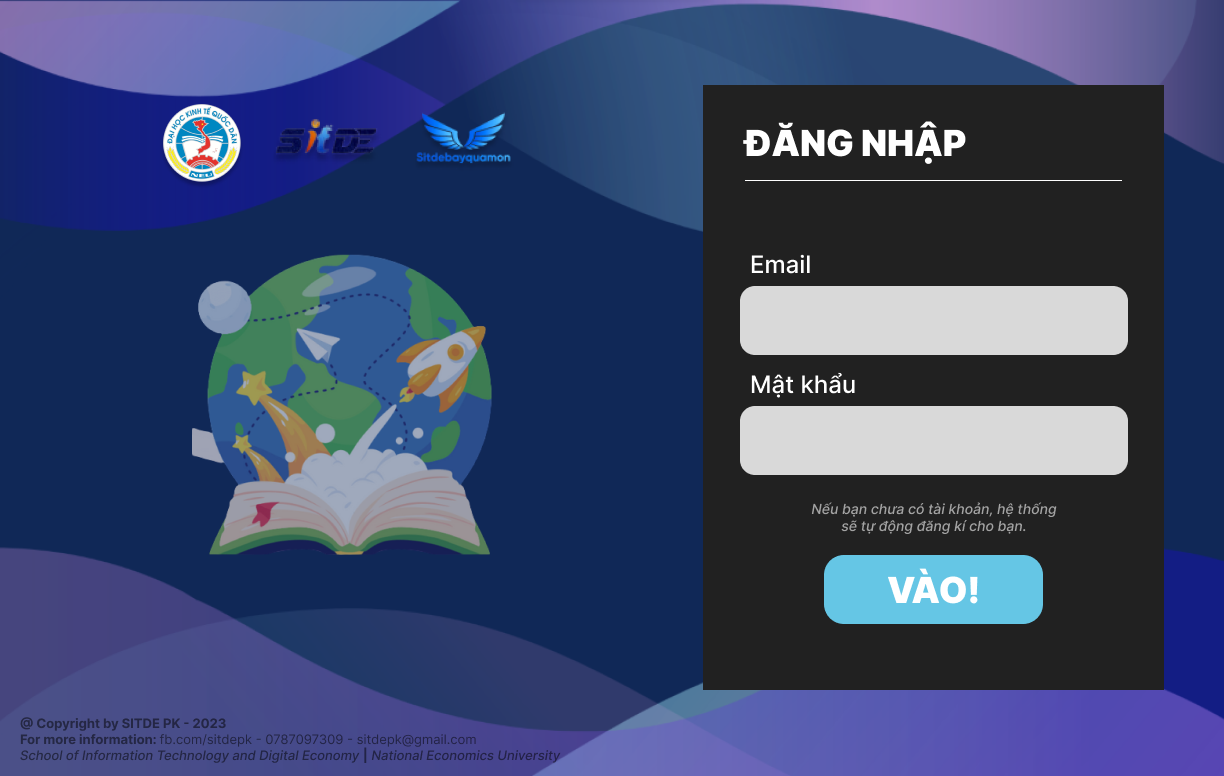 ĐẠI HỌC KINH TẾ QUỐC DÂN
NEU
SitDE
Sitdebayquamon
ĐĂNG NHẬP
Email
Mật khẩu
Nếu bạn chưa có tài khoản, hệ thống
sẽ tự động đăng kí cho bạn.
VÀO!
@ Copyright by SITDE PK - 2023
For more information: fb.com/sitdepk - 0787097309 - sitdepk@gmail.com
School of Information Technology and Digital Economy | National Economics University